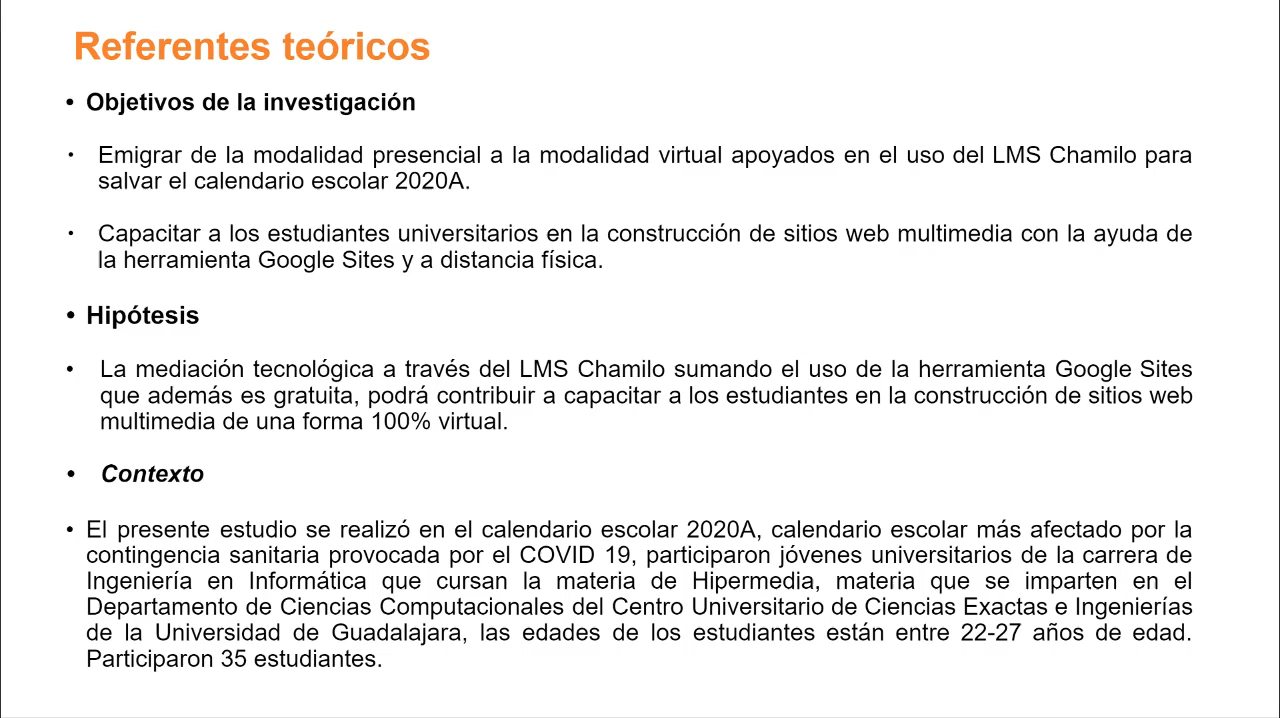 Referentes teóricos
• Objetivos de la investigación
• Emigrar de la modalidad presencial a la modalidad virtual apoyados en el uso del LMS Chamilo para
salvar el calendario escolar 2020A.
• Capacitar a los estudiantes universitarios en la construcción de sitios web multimedia con la ayuda de
la herramienta Google Sites y a distancia física.
• Hipótesis
• La mediación tecnológica a través del LMS Chamilo sumando el uso de la herramienta Google Sites
que además es gratuita, podrá contribuir a capacitar a los estudiantes en la construcción de sitios web
multimedia de una forma 100% virtual.
• Contexto
• El presente estudio se realizó en el calendario escolar 2020A, calendario escolar más afectado por la
contingencia sanitaria provocada por el COVID 19, participaron jóvenes universitarios de la carrera de
Ingeniería en Informática que cursan la materia de Hipermedia, materia que se imparten en el
Departamento de Ciencias Computacionales del Centro Universitario de Ciencias Exactas e Ingenierías
de la Universidad de Guadalajara, las edades de los estudiantes están entre 22-27 años de edad.
Participaron 35 estudiantes.